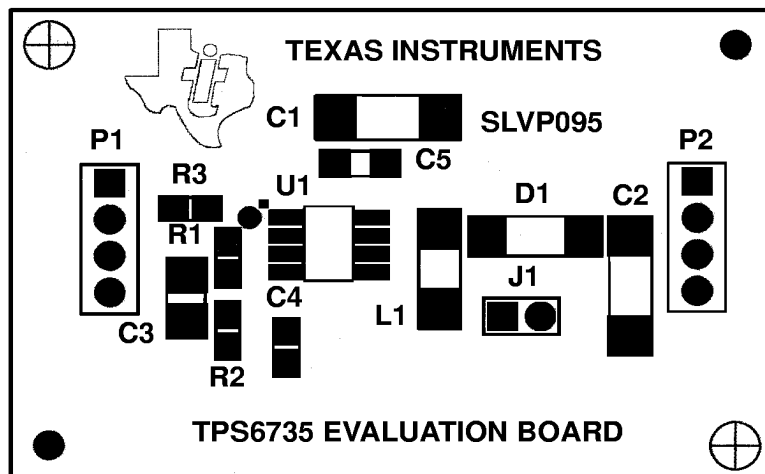 TEXAS INSTRUMENTS
C1
SLVP095
P1
P2
C5
R3
U1
D1
C2
R1
J1
C4
L1
C3
R2
TPS6735 EVALUATION BOARD